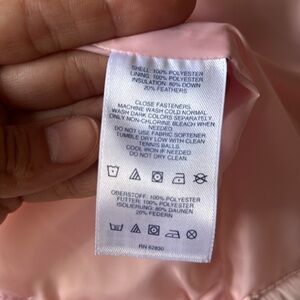 SHELL: 100% POLYESTER
LINING: 100% POLYESTER
INSULATION: 80% DOWN
20% FEATHERS
CLOSE FASTENERS.
MACHINE WASH COLD NORMAL.
WASH DARK COLORS SEPARATELY.
ONLY NON-CHLORINE BLEACH WHEN
NEEDED.
DO NOT USE FABRIC SOFTENER.
TUMBLE DRY LOW WITH CLEAN
TENNIS BALLS.
COOL IRON IF NEEDED.
DO NOT DRY CLEAN.
OBERSTOFF: 100% POLYESTER
FUTTER: 100% POLYESTER
ISOLIERUNG: 80% DAUNEN
20% FEDERN
RN 62830